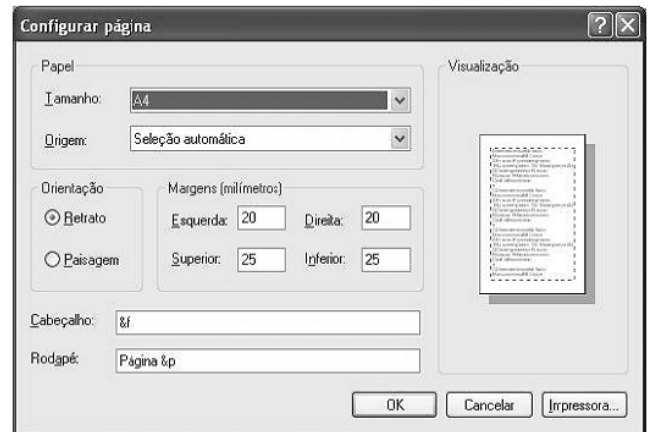 Configurar página
Papel
Tamanho: A4
Origem: Seleção automática
Visualização
Orientação
Retrato
Paisagem
Margens (milímetros)
Esquerda: 20 Direita: 20
Superior: 25 Inferior: 25
Cabeçalho: &f
Rodapé: Página &p
OK Cancelar Impressora...